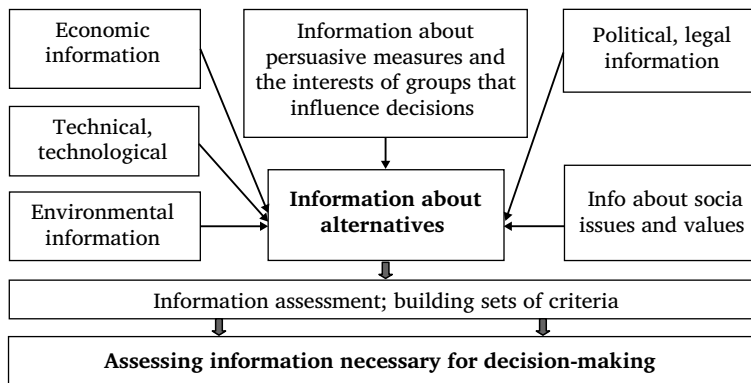 Economic
information
Information about
persuasive measures and
the interests of groups that
influence decisions
Political, legal
information
Technical,
technological
Environmental
information
Information about
alternatives
Info about socia
issues and values
Information assessment; building sets of criteria
Assessing information necessary for decision-making